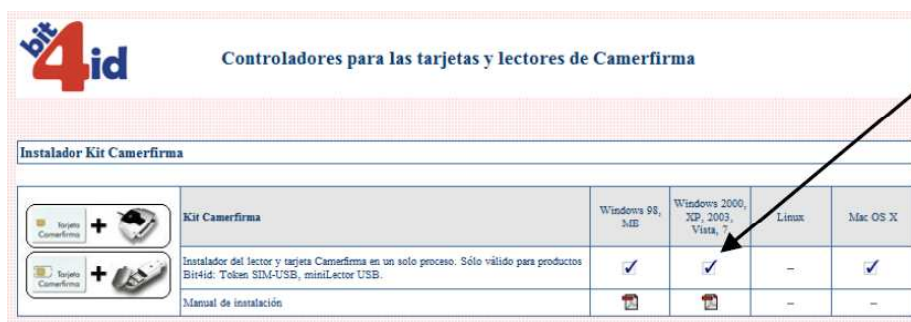 bit
4id
Controladores para las tarjetas y lectores de Camerfirma
Instalador Kit Camerfirma
Tarjeta
Camerfirma
+
Tarjeta
Camerfirma
+
Kit Camerfirma
Windows 98,
ME
Windows 2000,
XP, 2003,
Vista, 7
Linux
Mac OS X
Instalador del lector y tarjeta Camerfirma en un solo proceso. Sólo válido para productos
Bit4id: Token SIM-USB, miniLector USB.
–
Manual de instalación
–
–